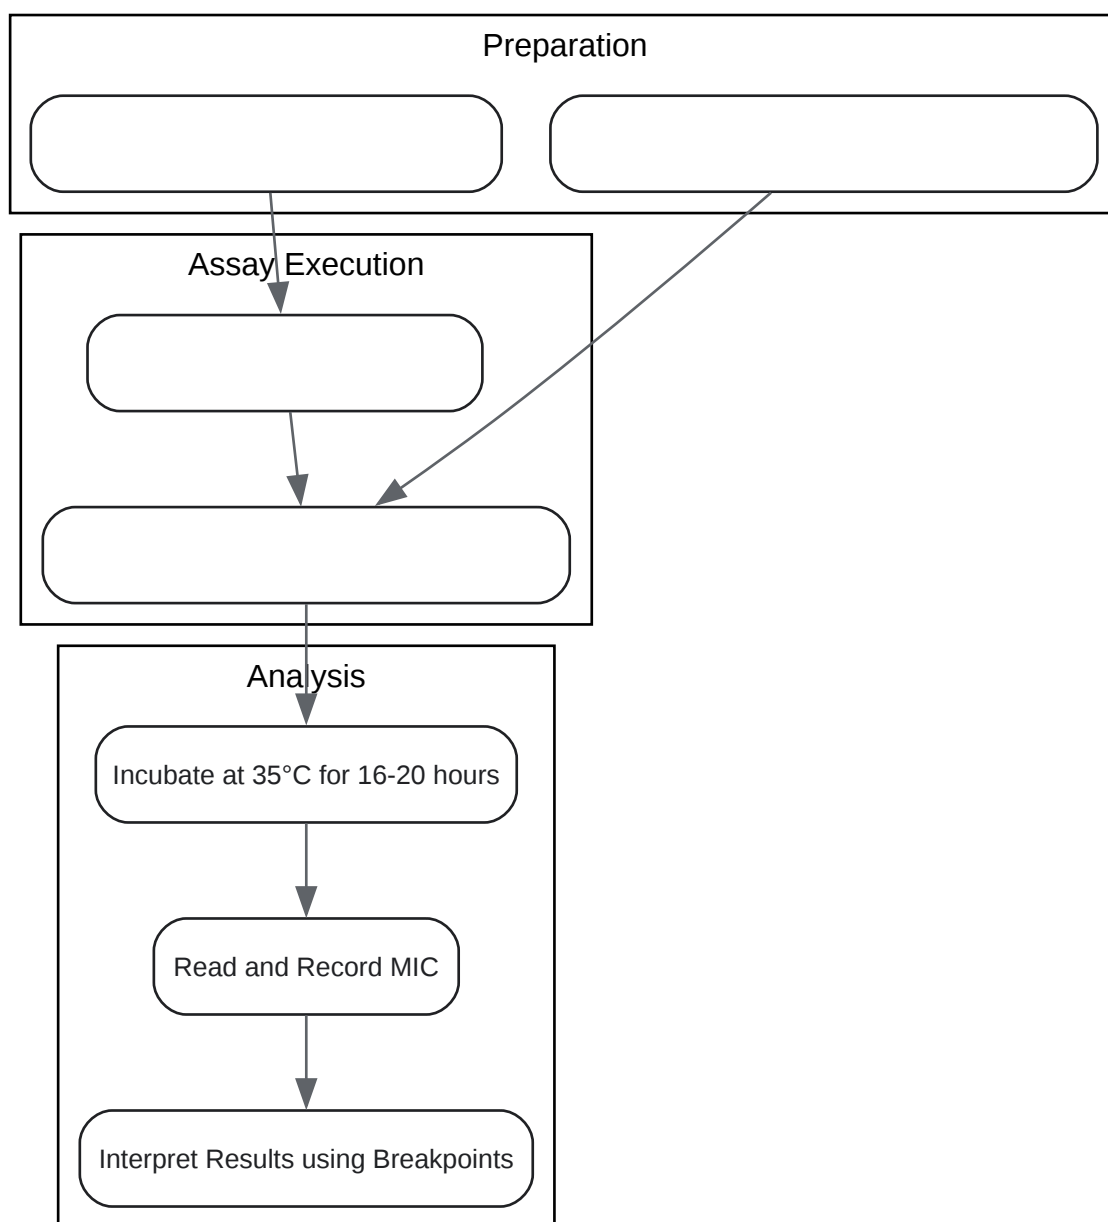 Preparation
Assay Execution
Analysis
Incubate at 35°C for 16-20 hours
Read and Record MIC
Interpret Results using Breakpoints